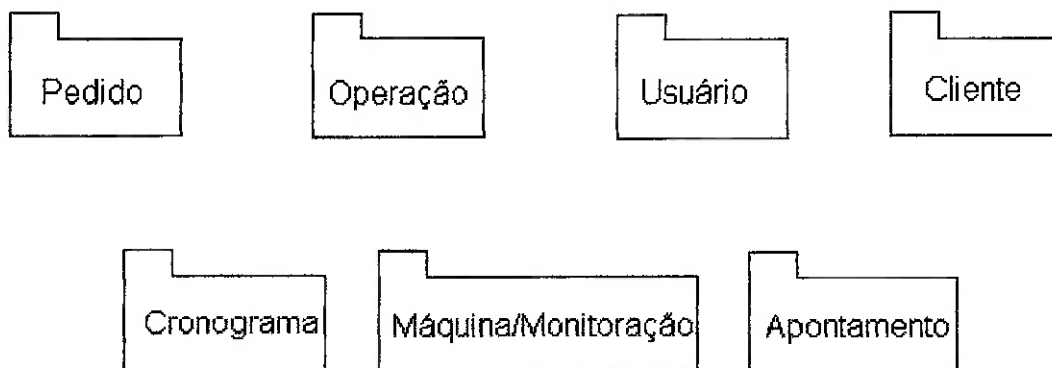 Pedido
Operação
Usuário
Cliente
Cronograma
Máquina/Monitoração
Apontamento